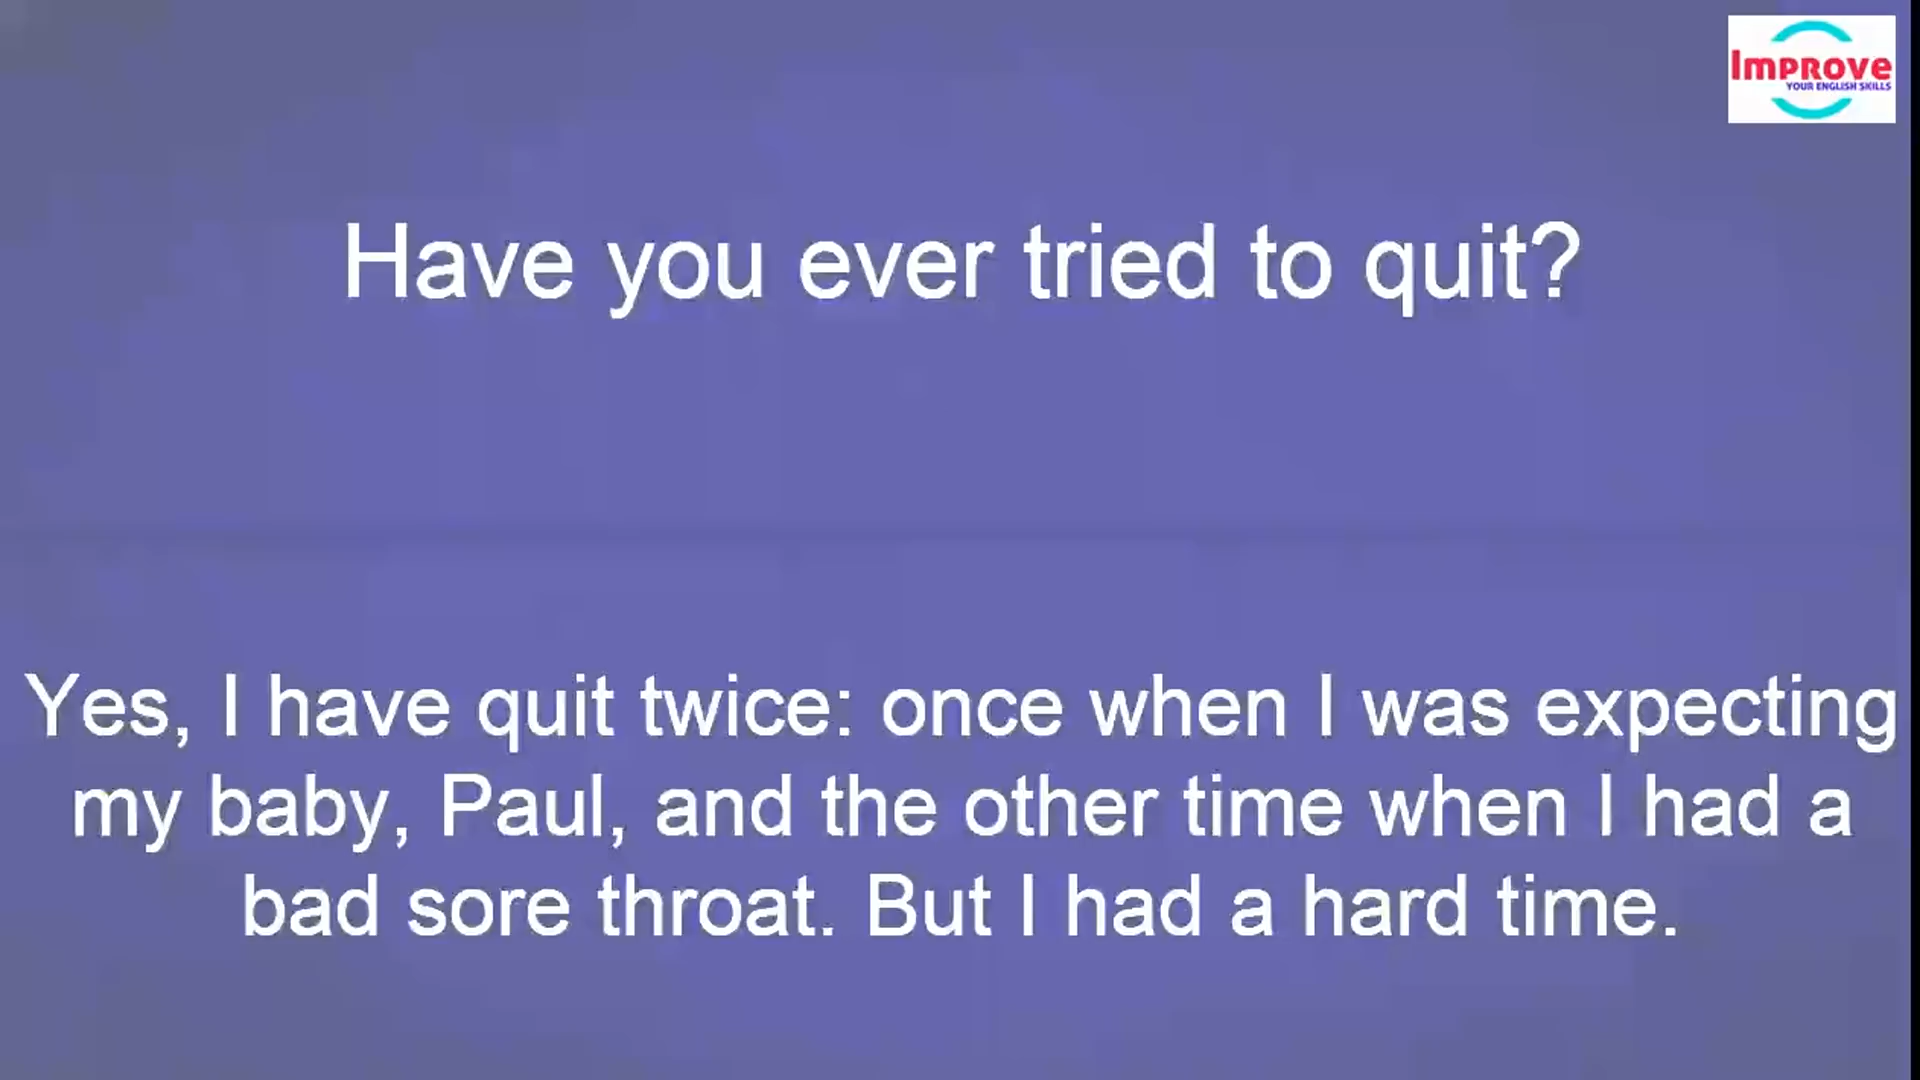 Improve
YOUR ENGLISH SKILLS
Have you ever tried to quit?
Yes, I have quit twice: once when I was expecting
my baby, Paul, and the other time when I had a
bad sore throat. But I had a hard time.